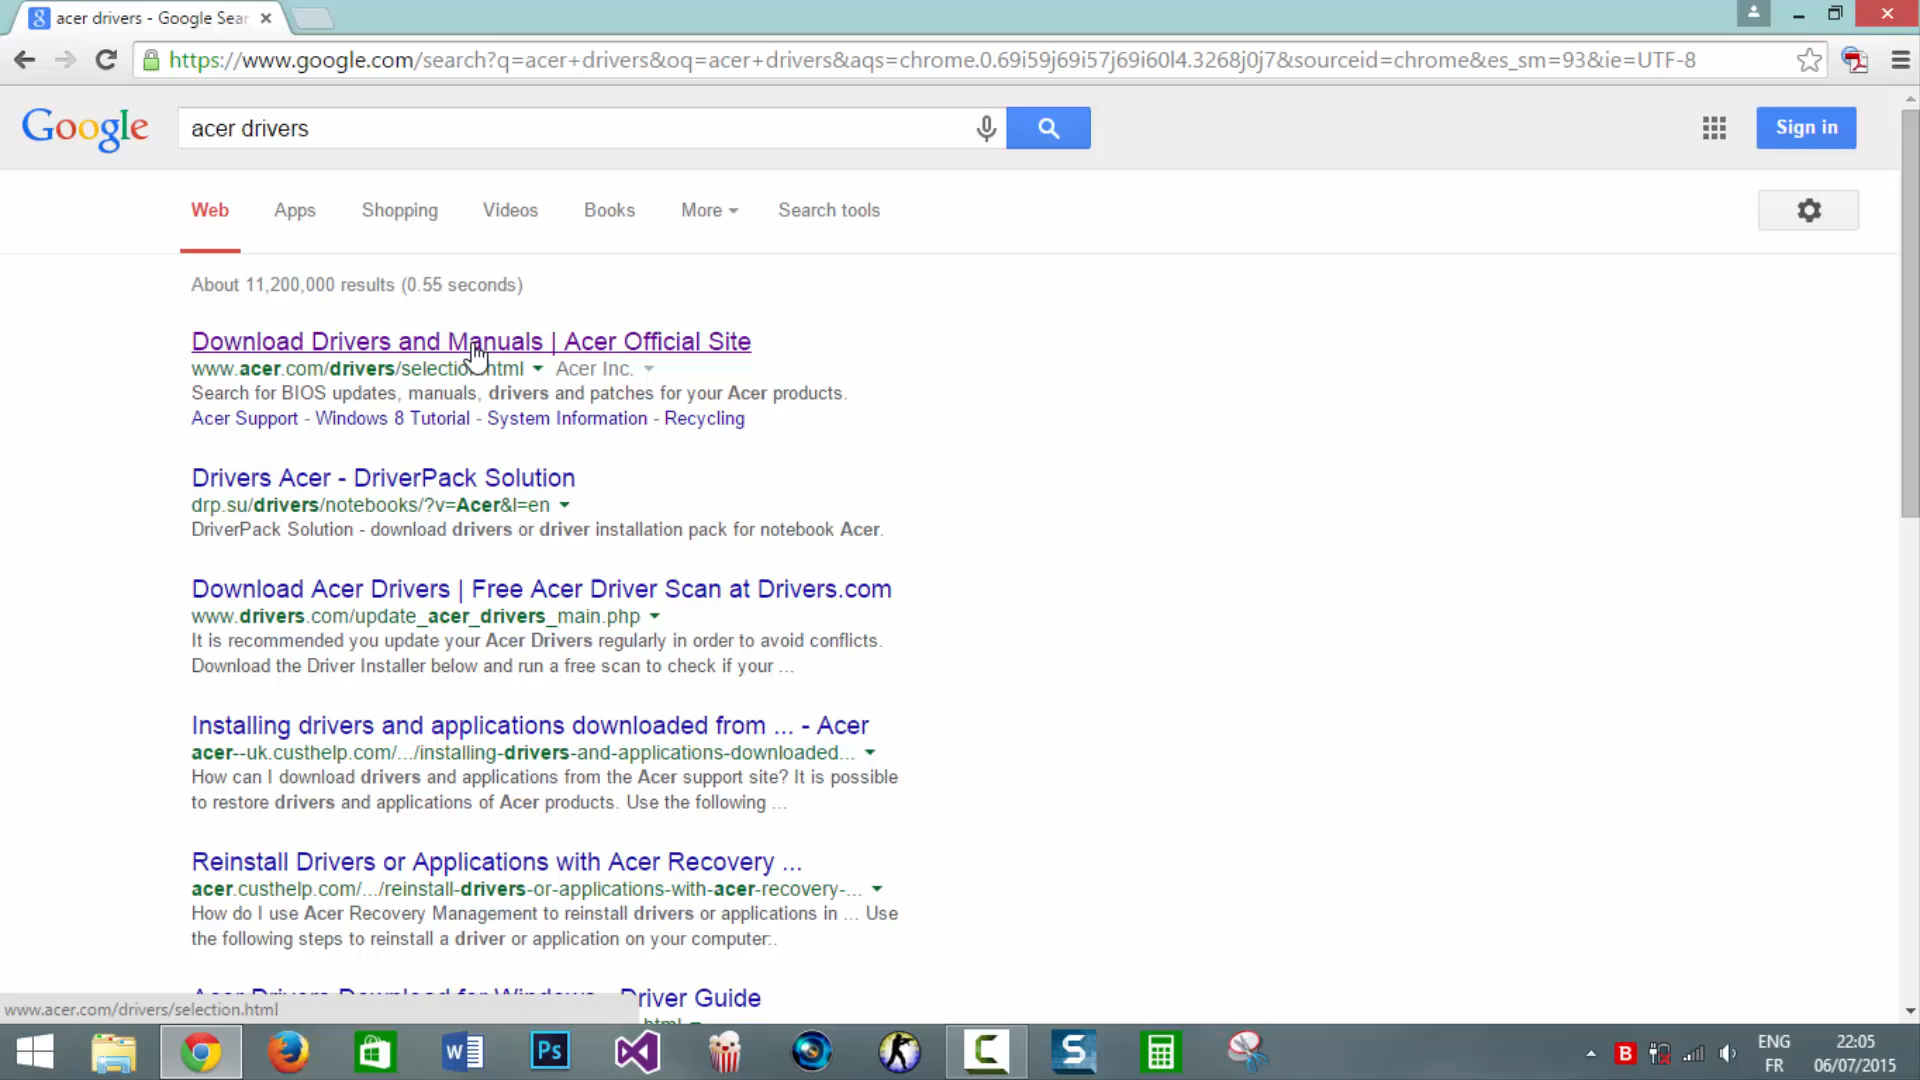 acer drivers - Google Sear
https://www.google.com/search?q=acer+drivers&oq=acer+drivers&aqs=chrome.0.69i59j69i57j69i60l4.3268j0j7&sourceid=chrome&es_sm=93&ie=UTF-8
Google
acer drivers
Sign in
Web Apps Shopping Videos Books More Search tools
About 11,200,000 results (0.55 seconds)
Download Drivers and Manuals | Acer Official Site
www.acer.com/drivers/selection.html Acer Inc.
Search for BIOS updates, manuals, drivers and patches for your Acer products.
Acer Support - Windows 8 Tutorial - System Information - Recycling
Drivers Acer - DriverPack Solution
drp.su/drivers/notebooks/?v=Acer&l=en
DriverPack Solution - download drivers or driver installation pack for notebook Acer.
Download Acer Drivers | Free Acer Driver Scan at Drivers.com
www.drivers.com/update_acer_drivers_main.php
It is recommended you update your Acer Drivers regularly in order to avoid conflicts.
Download the Driver Installer below and run a free scan to check if your ...
Installing drivers and applications downloaded from ... - Acer
acer--uk.custhelp.com/.../installing-drivers-and-applications-downloaded...
How can I download drivers and applications from the Acer support site? It is possible
to restore drivers and applications of Acer products. Use the following ...
Reinstall Drivers or Applications with Acer Recovery ...
acer.custhelp.com/.../reinstall-drivers-or-applications-with-acer-recovery-...
How do I use Acer Recovery Management to reinstall drivers or applications in ... Use
the following steps to reinstall a driver or application on your computer:.
Acer Drivers Download for Windows - Driver Guide
www.acer.com/drivers/selection.html
html
W Ps C S B
ENG 22:05
FR 06/07/2015